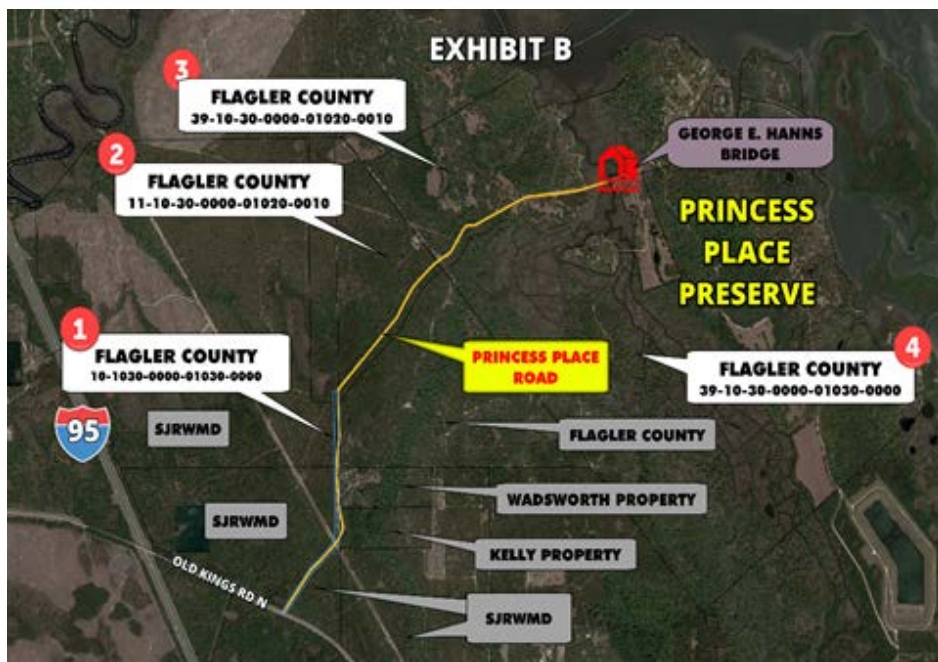 EXHIBIT B
3
FLAGLER COUNTY
39-10-30-0000-01020-0010
GEORGE E. HANNS
BRIDGE
2
FLAGLER COUNTY
11-10-30-0000-01020-0010
PRINCESS
PLACE
PRESERVE
1
FLAGLER COUNTY
10-1030-0000-01030-0000
PRINCESS PLACE
ROAD
4
FLAGLER COUNTY
39-10-30-0000-01030-0000
95
SJRWMD
FLAGLER COUNTY
WADSWORTH PROPERTY
SJRWMD
KELLY PROPERTY
OLD KINGS RD N
SJRWMD